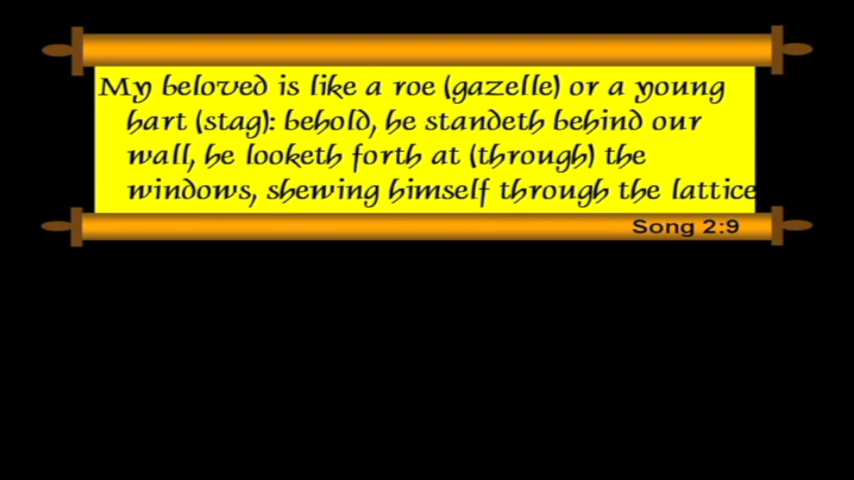 My beloved is like a roe (gazelle) or a young
hart (stag): behold, he standeth behind our
wall, he looketh forth at (through) the
windows, shewing himself through the lattice
Song 2:9